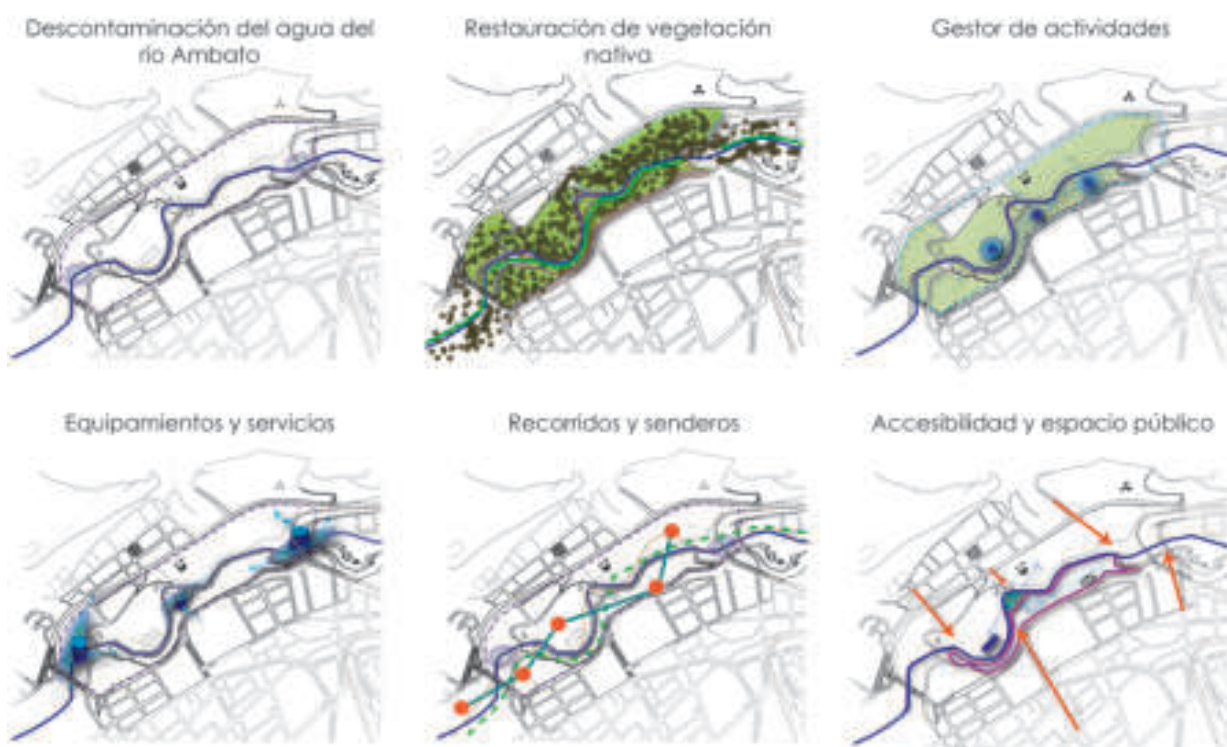 Descontaminación del agua del
río Ambato
Restauración de vegetación
nativa
Gestor de actividades
Equipamientos y servicios
Recorridos y senderos
Accesibilidad y espacio público